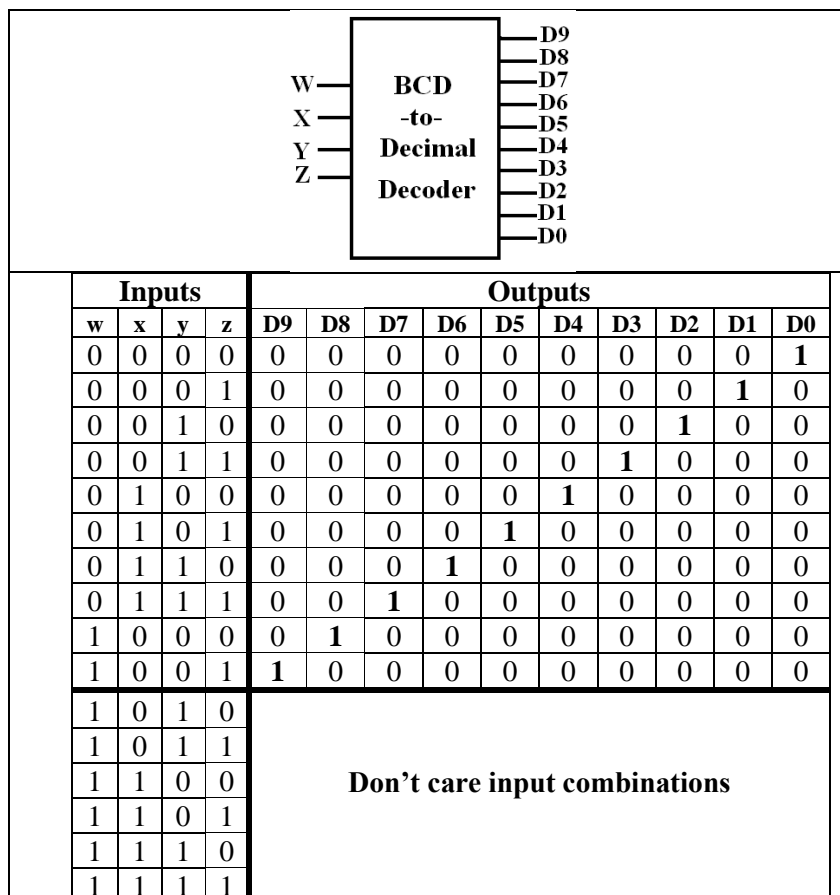 D9
D8
W BCD D7
D6
X -to- D5
Y Decimal D4
D3
Z Decoder D2
D1
D0
Inputs Outputs
w x y z D9 D8 D7 D6 D5 D4 D3 D2 D1 D0
0 0 0 0 0 0 0 0 0 0 0 0 0 1
0 0 0 1 0 0 0 0 0 0 0 0 1 0
0 0 1 0 0 0 0 0 0 0 0 1 0 0
0 0 1 1 0 0 0 0 0 0 1 0 0 0
0 1 0 0 0 0 0 0 0 1 0 0 0 0
0 1 0 1 0 0 0 0 1 0 0 0 0 0
0 1 1 0 0 0 0 1 0 0 0 0 0 0
0 1 1 1 0 0 1 0 0 0 0 0 0 0
1 0 0 0 0 1 0 0 0 0 0 0 0 0
1 0 0 1 1 0 0 0 0 0 0 0 0 0
1 0 1 0
1 0 1 1
1 1 0 0 Don't care input combinations
1 1 0 1
1 1 1 0
1 1 1 1